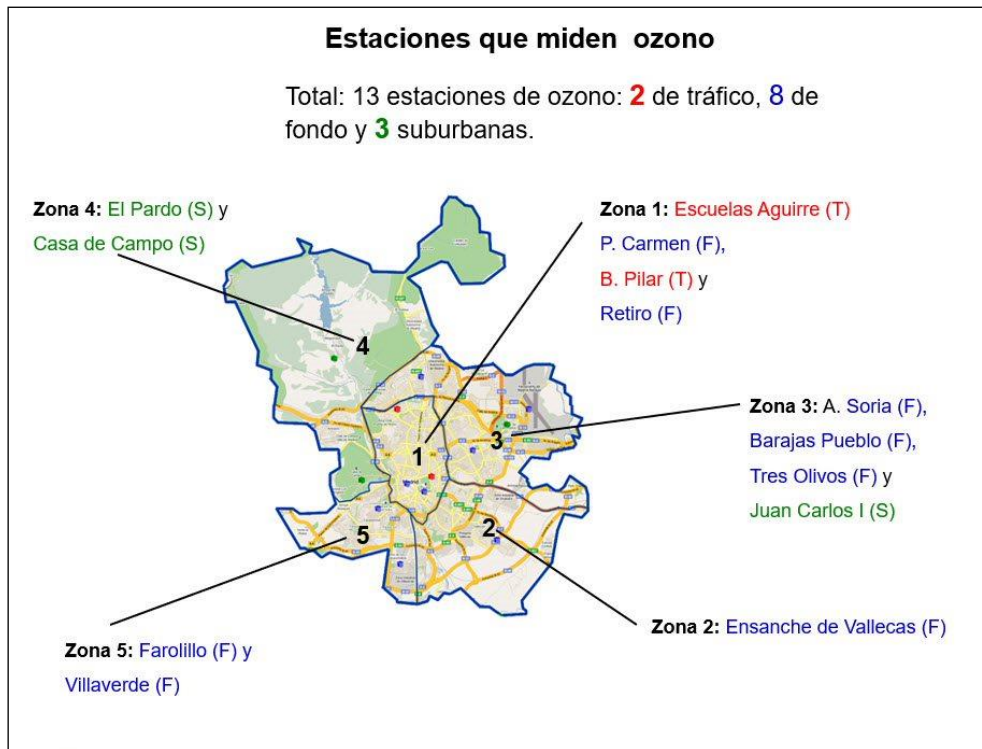 Estaciones que miden ozono
Total: 13 estaciones de ozono: 2 de tráfico, 8 de
fondo y 3 suburbanas.
Zona 4: El Pardo (S) y
Casa de Campo (S)
Zona 1: Escuelas Aguirre (T)
P. Carmen (F),
B. Pilar (T) y
Retiro (F)
4
Zona 3: A. Soria (F),
Barajas Pueblo (F),
Tres Olivos (F) y
Juan Carlos I (S)
3
1
Madrid
2
5
Zona 2: Ensanche de Vallecas (F)
Zona 5: Farolillo (F) y
Villaverde (F)